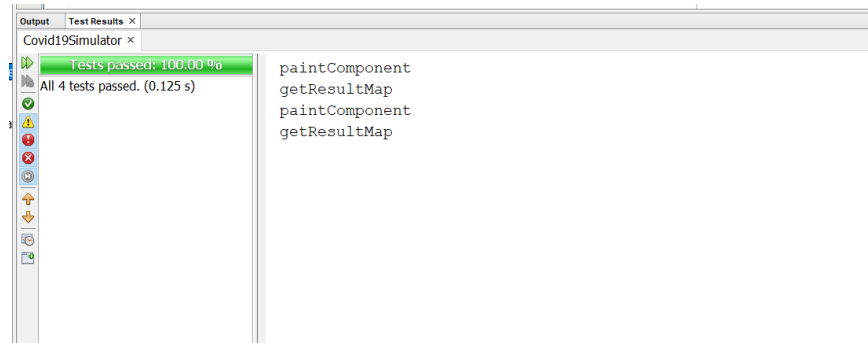 Output Test Results ×
Covid19Simulator ×
Tests passed: 100.00 %
All 4 tests passed. (0.125 s)
paintComponent
getResultMap
paintComponent
getResultMap